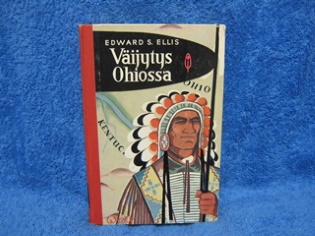 EDWARD S. ELLIS
Väijytys
Ohiossa
OHIO
KENTUC